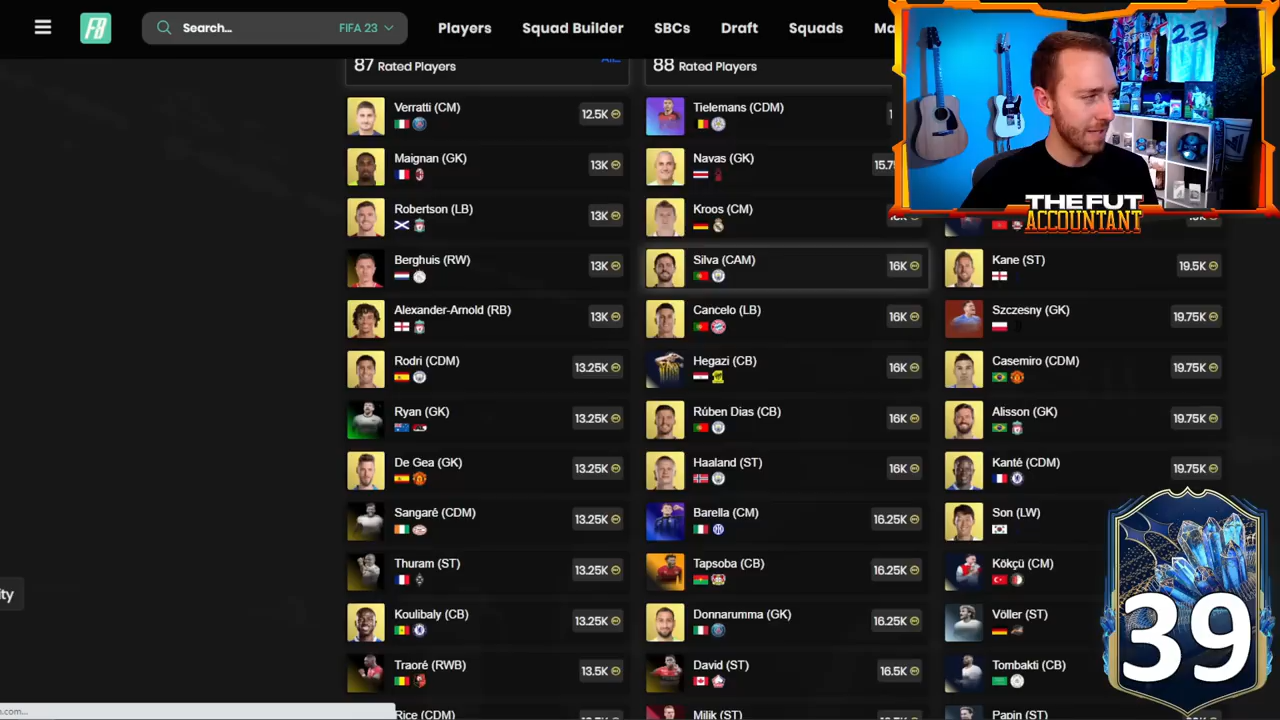 Search...
FIFA 23
Players
Squad Builder
SBCs
Draft
Squads
87 Rated Players
Verratti (CM)
12.5K
Maignan (GK)
13K
Robertson (LB)
13K
Berghuis (RW)
13K
Alexander-Arnold (RB)
13K
Rodri (CDM)
13.25K
Ryan (GK)
13.25K
De Gea (GK)
13.25K
Sangaré (CDM)
13.25K
Thuram (ST)
13.25K
Koulibaly (CB)
13.25K
Traoré (RWB)
13.5K
Rice (CDM)
88 Rated Players
Tielemans (CDM)
Navas (GK)
15.75
Kroos (CM)
Silva (CAM)
16K
Cancelo (LB)
16K
Hegazi (CB)
16K
Rúben Dias (CB)
16K
Haaland (ST)
16K
Barella (CM)
16.25K
Tapsoba (CB)
16.25K
Donnarumma (GK)
16.25K
David (ST)
16.5K
Milik (ST)
Kane (ST)
19.5K
Szczesny (GK)
19.75K
Casemiro (CDM)
19.75K
Alisson (GK)
19.75K
Kanté (CDM)
19.75K
Son (LW)
Kökçü (CM)
Völler (ST)
Tombakti (CB)
Papin (ST)
23
THE FUT
ACCOUNTANT
39